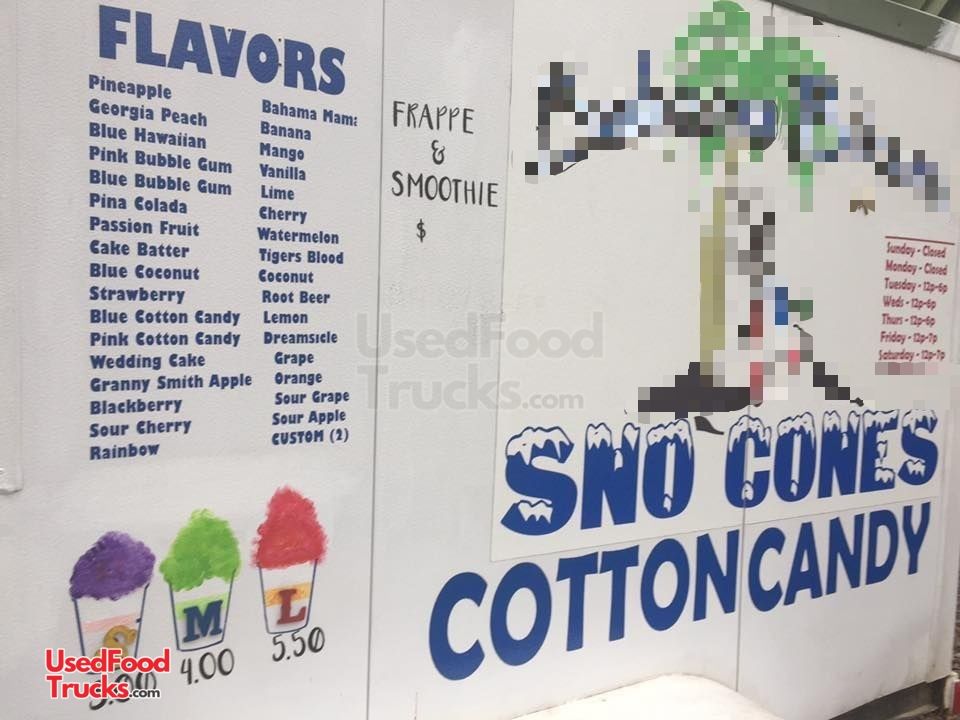 FLAVORS
Pineapple
Georgia Peach
Blue Hawaiian
Pink Bubble Gum
Blue Bubble Gum
Pina Colada
Passion Fruit
Cake Batter
Blue Coconut
Strawberry
Blue Cotton Candy
Pink Cotton Candy
Wedding Cake
Granny Smith Apple
Blackberry
Sour Cherry
Rainbow
Bahama Mama
Banana
Mango
Vanilla
Lime
Cherry
Watermelon
Tigers Blood
Coconut
Root Beer
Lemon
Dreamsicle
Grape
Orange
Sour Grape
Sour Apple
CUSTOM (2)
FRAPPE
&
SMOOTHIE
$
Sunday - Closed
Monday - Closed
Tuesday - 12p-6p
Weds - 12p-6p
Thurs - 12p-6p
Friday - 12p-7p
Saturday - 12p-7p
SNO CONES
COTTON CANDY
S
M
L
3.00
4.00
5.50
UsedFood
Trucks.com
UsedFood
Trucks.com